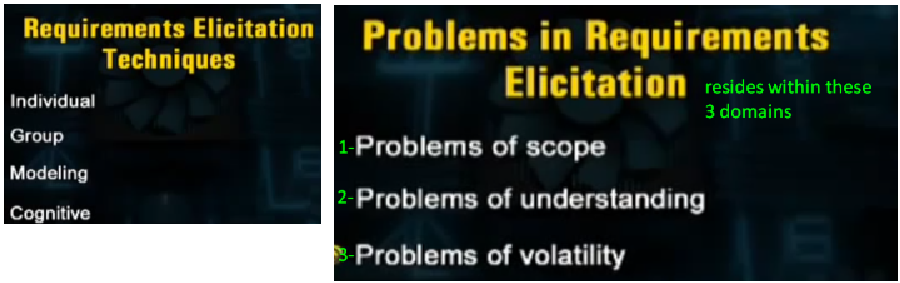 Requirements Elicitation
Techniques
Individual
Group
Modeling
Cognitive
Problems in Requirements
Elicitation
resides within these
3 domains
1-Problems of scope
2-Problems of understanding
3-Problems of volatility